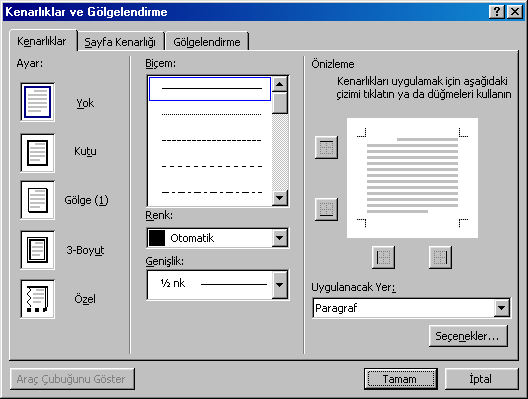 Kenarlıklar ve Gölgelendirme
Kenarlıklar
Sayfa Kenarlığı
Gölgelendirme
Ayar:
Yok
Kutu
Gölge (1)
3-Boyut
Özel
Biçem:
Renk:
Otomatik
Genişlik:
½ nk
Önizleme
Kenarlıkları uygulamak için aşağıdaki
çizimi tıklatın ya da düğmeleri kullanın
Uygulanacak Yer:
Paragraf
Seçenekler...
Araç Çubuğunu Göster
Tamam
İptal